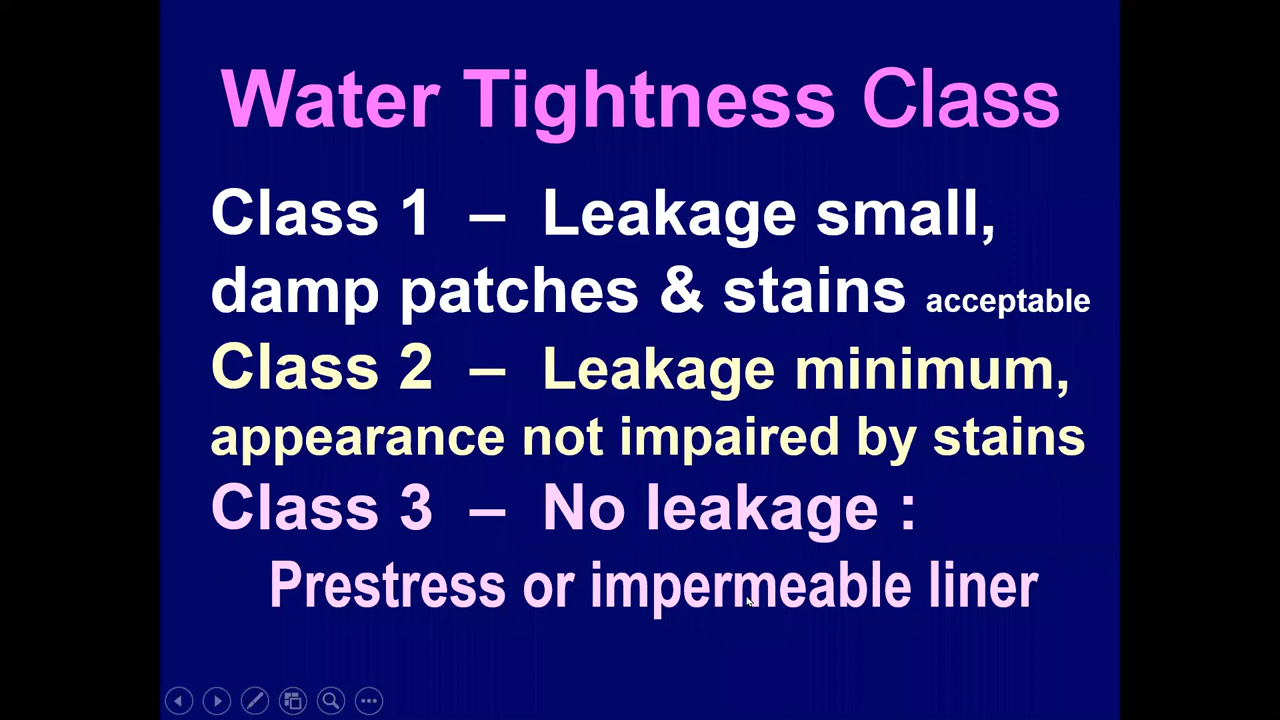 Water Tightness Class
Class 1 – Leakage small,
damp patches & stains acceptable
Class 2 – Leakage minimum,
appearance not impaired by stains
Class 3 – No leakage :
Prestress or impermeable liner